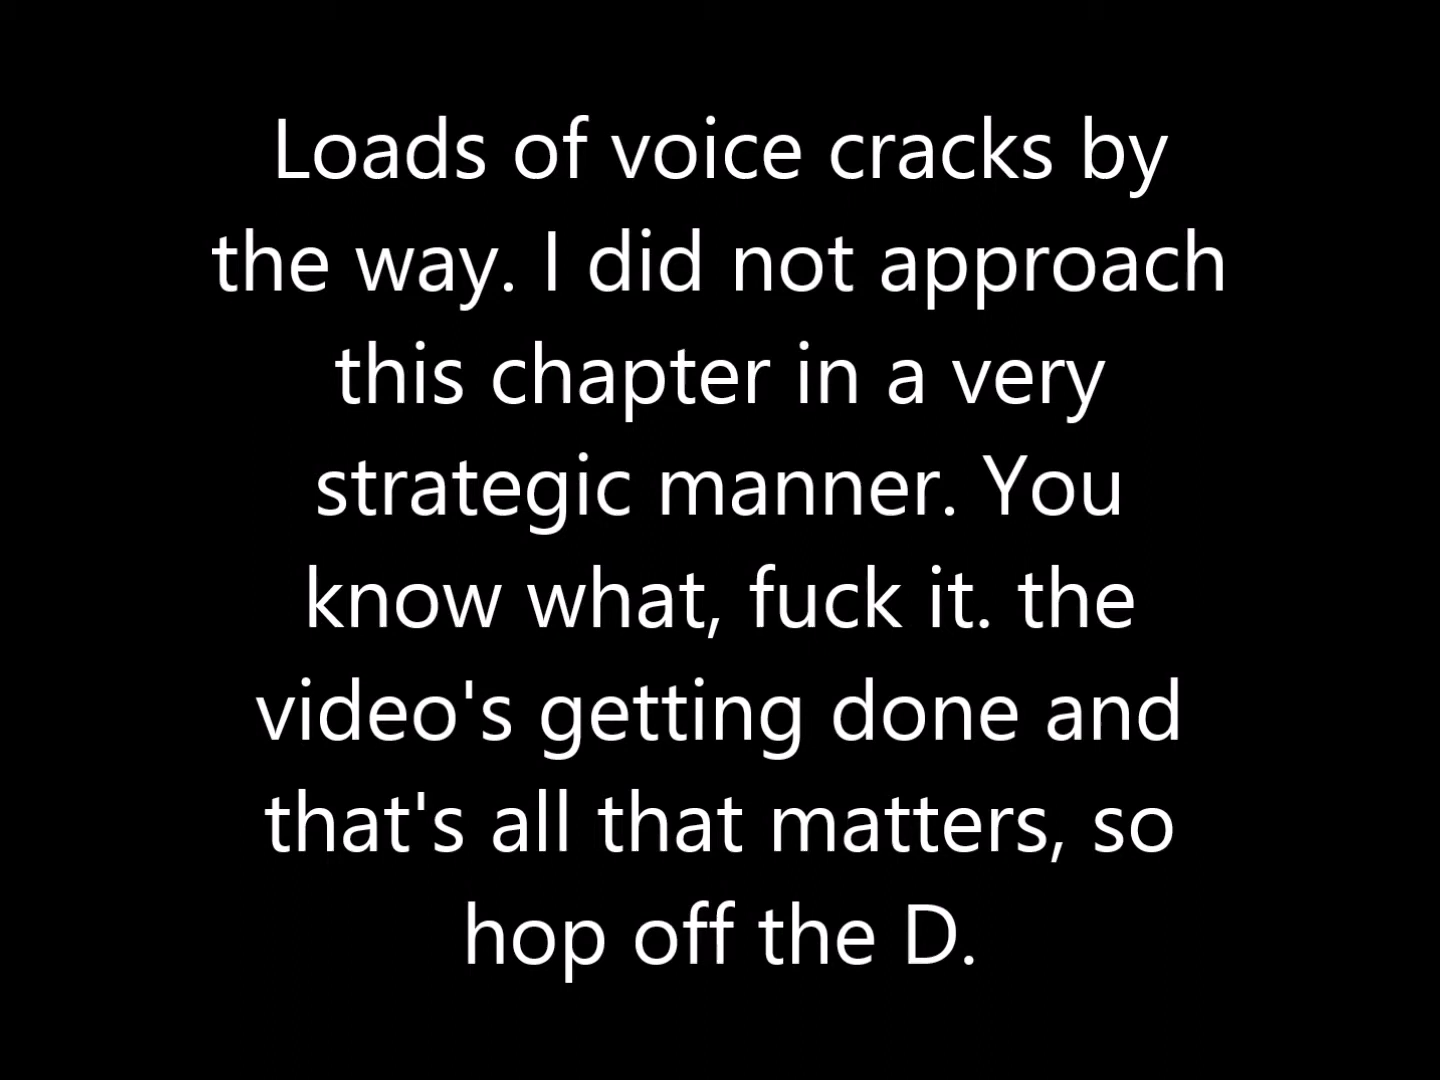 Loads of voice cracks by
the way. I did not approach
this chapter in a very
strategic manner. You
know what, fuck it. the
video's getting done and
that's all that matters, so
hop off the D.